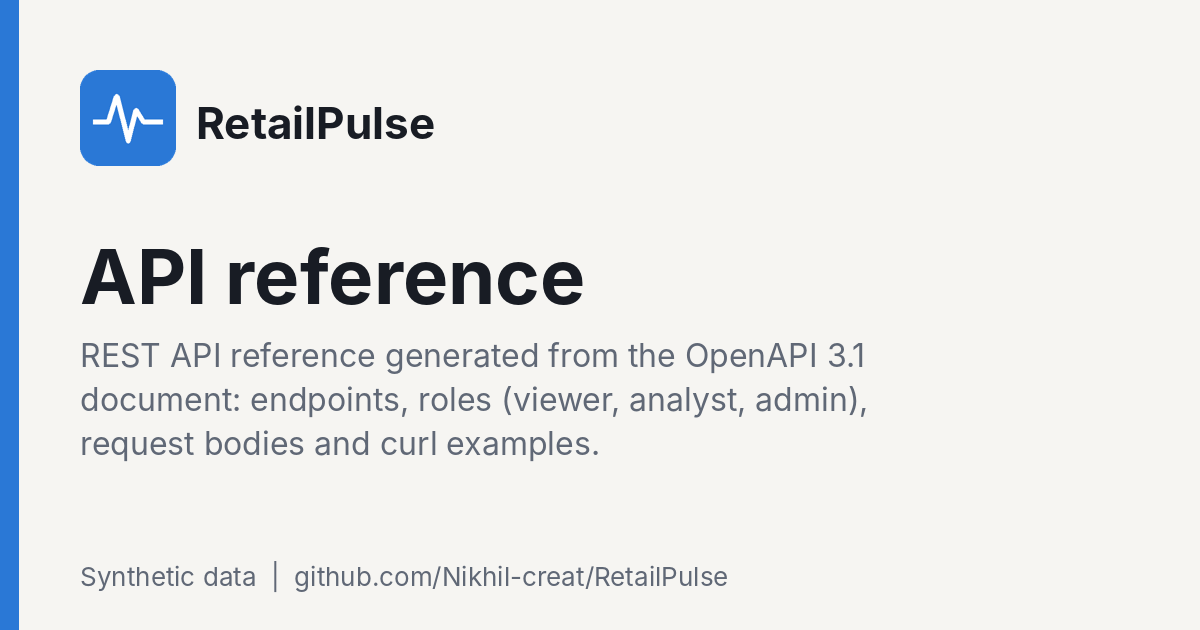 RetailPulse
API reference
REST API reference generated from the OpenAPI 3.1
document: endpoints, roles (viewer, analyst, admin),
request bodies and curl examples.
Synthetic data | github.com/Nikhil-creat/RetailPulse